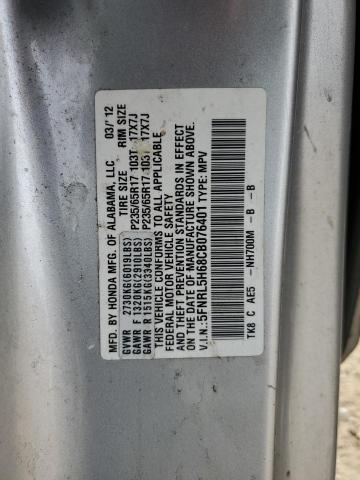 MFD. BY HONDA MFG. OF ALABAMA, LLC 03/'12
TIRE SIZE RIM SIZE
GVWR 2730KG(6019LBS)
GAWR F 1320KG(2910LBS) P235/65R17 103T 17X7J
GAWR R 1515KG(3340LBS) P235/65R17 103T 17X7J
THIS VEHICLE CONFORMS TO ALL APPLICABLE
FEDERAL MOTOR VEHICLE SAFETY
AND THEFT PREVENTION STANDARDS IN EFFECT
ON THE DATE OF MANUFACTURE SHOWN ABOVE.
V.I.N.: 5FNRL5H68CB076401 TYPE: MPV
TK8 C AE5 -NH700M - B - B